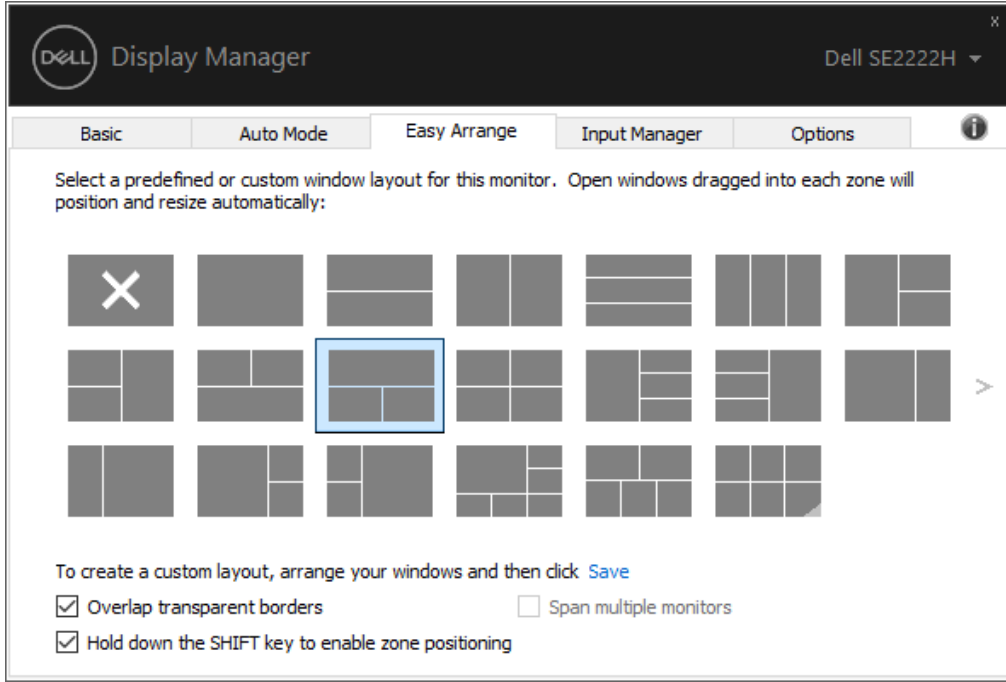 x
DELL Display Manager Dell SE2222H
Basic Auto Mode Easy Arrange Input Manager Options i
Select a predefined or custom window layout for this monitor. Open windows dragged into each zone will
position and resize automatically:
>
To create a custom layout, arrange your windows and then click Save
Overlap transparent borders Span multiple monitors
Hold down the SHIFT key to enable zone positioning